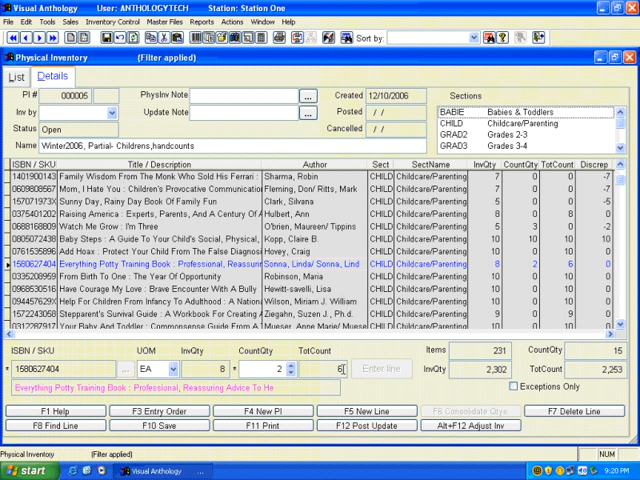 Visual Anthology User: ANTHOLOGYTECH Station: Station One
File Edit Tools Sales Inventory Control Master Files Reports Actions Window Help
Sort by:
Physical Inventory (Filter applied)
List Details
PI # 000005 PhysInv Note ... Created 12/10/2006 Sections
Inv by Update Note ... Posted / / BABIE Babies & Toddlers
Status Open Cancelled / / CHILD Childcare/Parenting
GRAD2 Grades 2-3
Name Winter2006, Partial- Childrens,handcounts GRAD3 Grades 3-4
ISBN / SKU Title / Description Author Sect SectName InvQty CountQty TotCount Discrep
1401900143 Family Wisdom From The Monk Who Sold His Ferrari : Sharma, Robin CHILD Childcare/Parenting 7 0 0 -7
0609808567 Mom, I Hate You : Children's Provocative Communication Fleming, Don/ Ritts, Mark CHILD Childcare/Parenting 7 0 0 -7
157071973X Sunny Day, Rainy Day Book Of Family Fun Clark, Silvana CHILD Childcare/Parenting 5 0 0 -5
0375401202 Raising America : Experts, Parents, And A Century Of A Hulbert, Ann CHILD Childcare/Parenting 8 0 8 0
0688168809 Watch Me Grow : I'm Three O'brien, Maureen/ Tippins CHILD Childcare/Parenting 5 3 0 -2
0805072438 Baby Steps : A Guide To Your Child's Social, Physical, Kopp, Claire B. CHILD Childcare/Parenting 10 10 10 10
0761535896 Add Hoax : Protect Your Child From The False Diagnosis Hovey, Craig CHILD Childcare/Parenting 0 0 0 0
1580627404 Everything Potty Training Book : Professional, Reassurin Sonna, Linda/ Sonna, Lind CHILD Childcare/Parenting 8 2 6 0
0335208959 From Birth To One : The Year Of Opportunity Robinson, Maria CHILD Childcare/Parenting 0 0 0 0
0968530516 Have Courage My Love : Brave Encounter With A Bully Hewitt-savelli, Lisa CHILD Childcare/Parenting 0 0 0 0
094457629X Help For Children From Infancy To Adulthood : A Nationa Wilson, Miriam J. William CHILD Childcare/Parenting 0 0 0 0
1572243058 Stepparent's Survival Guide : A Workbook For Creating Ziegahn, Suzen J., Ph.d. CHILD Childcare/Parenting 9 0 9 0
0312287917 Your Baby And Toddler : Commonsense Guide From A Mueser, Anne Marie/ Mueser CHILD Childcare/Parenting
ISBN / SKU UOM InvQty CountQty TotCount Items 231 CountQty 15
* 1580627404 ... EA 8 * 2 6 Enter line InvQty 2,302 TotCount 2,253
Everything Potty Training Book : Professional, Reassuring Advice To He Exceptions Only
F1 Help F3 Entry Order F4 New PI F5 New Line F6 Consolidate Qtys F7 Delete Line
F8 Find Line F10 Save F11 Print F12 Post Update Alt+F12 Adjust Inv
Physical Inventory (Filter applied) NUM
start Visual Anthology ... 9:20 PM